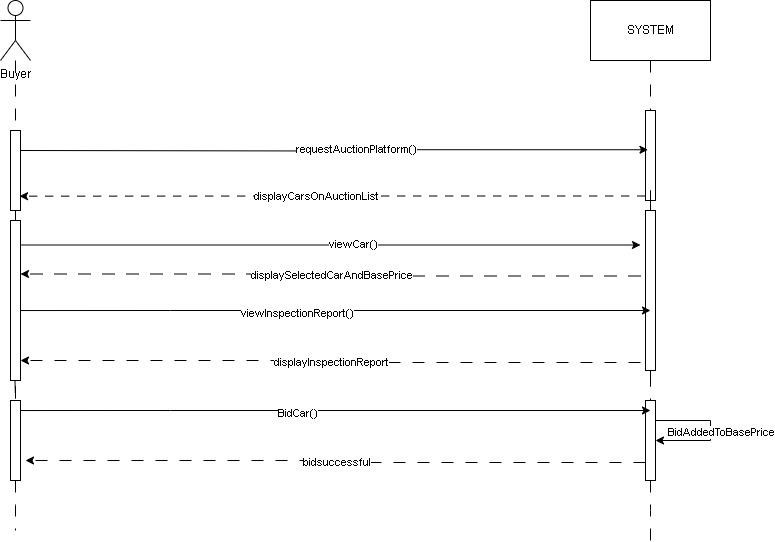 SYSTEM
Buyer
requestAuctionPlatform()
displayCarsOnAuctionList
viewCar()
displaySelectedCarAndBasePrice
viewInspectionReport()
displayInspectionReport
BidCar()
BidAddedToBasePrice
bidsuccessful